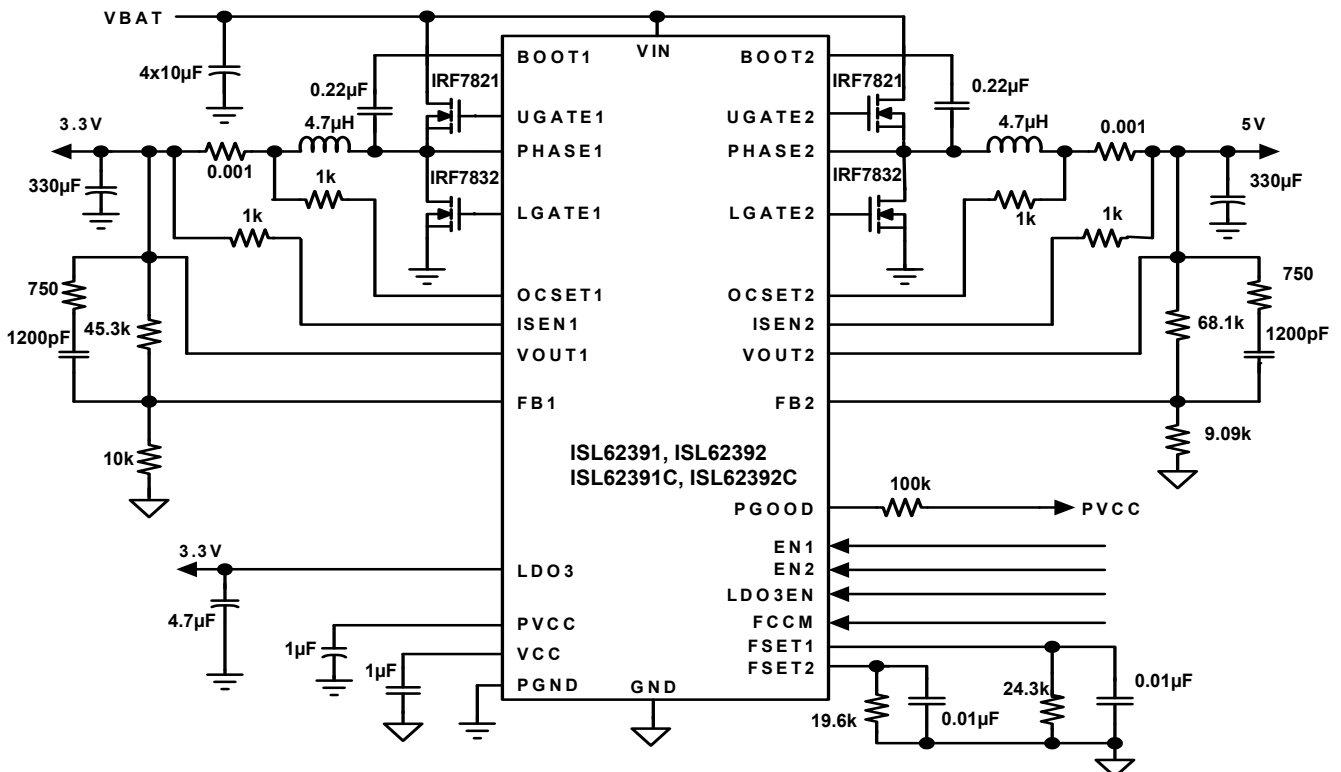 VBAT
VIN
4x10µF
0.22µF
IRF7821
BOOT1
BOOT2
IRF7821
0.22µF
UGATE1
UGATE2
3.3V
4.7µH
PHASE1
PHASE2
4.7µH
0.001
5V
0.001
330µF
1k
IRF7832
IRF7832
330µF
1k
LGATE1
LGATE2
1k
1k
750
OCSET1
OCSET2
750
1200pF
45.3k
ISEN1
ISEN2
68.1k
1200pF
VOUT1
VOUT2
FB1
FB2
10k
9.09k
ISL62391, ISL62392
ISL62391C, ISL62392C
100k
PGOOD
PVCC
3.3V
EN1
LDO3
EN2
LDO3EN
4.7µF
FCCM
PVCC
1µF
FSET1
VCC
1µF
FSET2
PGND
GND
19.6k
0.01µF
24.3k
0.01µF